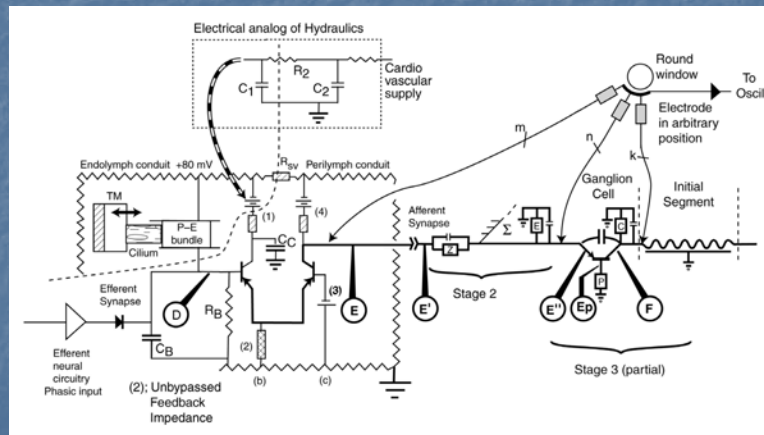 Electrical analog of Hydraulics
R2
C1
C2
Cardio
vascular
supply
Round
window
To
Oscil
Electrode
in arbitrary
position
m
n
k
Endolymph conduit +80 mV
Rsv
Perilymph conduit
TM
P–E
bundle
Cilium
(1)
(4)
CC
Afferent
Synapse
Σ
E
Z
Ganglion
Cell
C
Initial
Segment
P
Efferent
Synapse
D
RB
(3)
E
E'
Stage 2
E"
Ep
F
CB
(2)
Efferent
neural
circuitry
Phasic input
(b)
(c)
Stage 3 (partial)
(2); Unbypassed
Feedback
Impedance